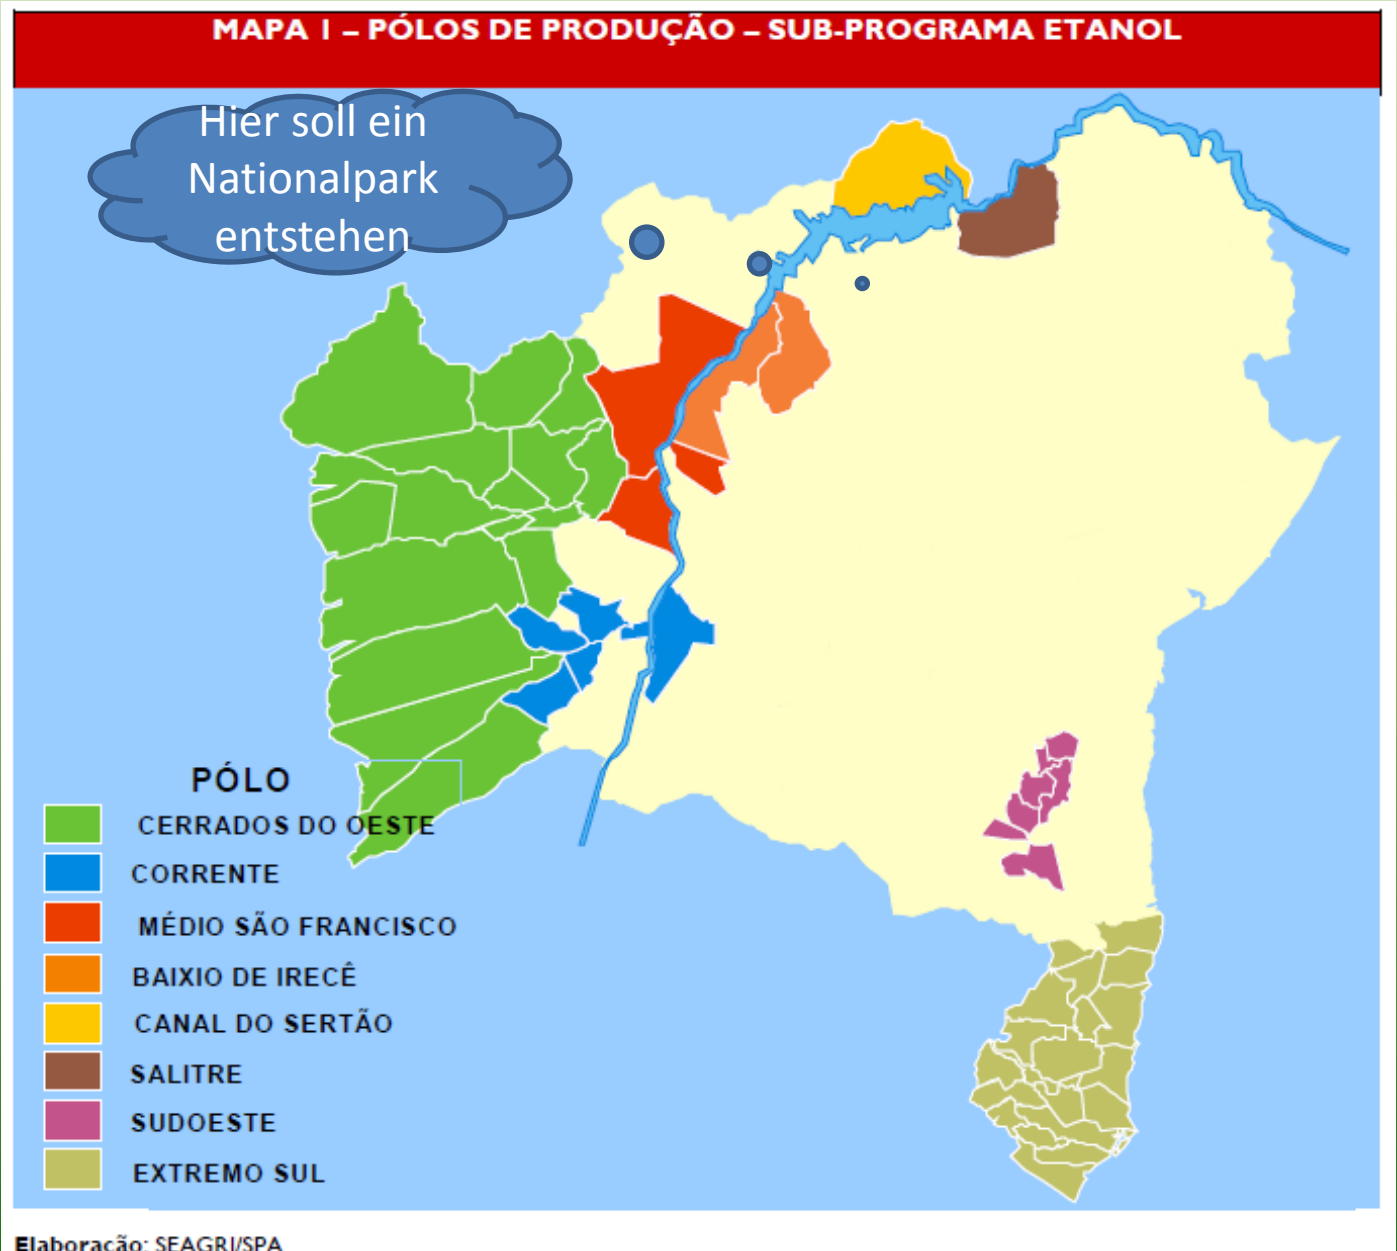 MAPA I – PÓLOS DE PRODUÇÃO – SUB-PROGRAMA ETANOL
Hier soll ein
Nationalpark
entstehen
PÓLO
CERRADOS DO OESTE
CORRENTE
MÉDIO SÃO FRANCISCO
BAIXIO DE IRECÊ
CANAL DO SERTÃO
SALITRE
SUDOESTE
EXTREMO SUL
Elaboração: SEAGRI/SPA